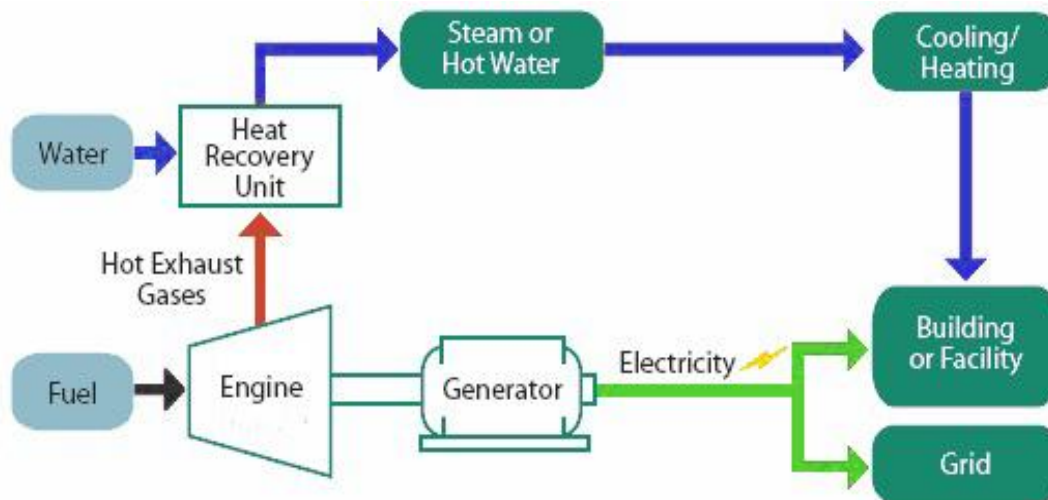 Steam or
Hot Water
Cooling/
Heating
Water
Heat
Recovery
Unit
Hot Exhaust
Gases
Fuel
Engine
Generator
Electricity
Building
or Facility
Grid